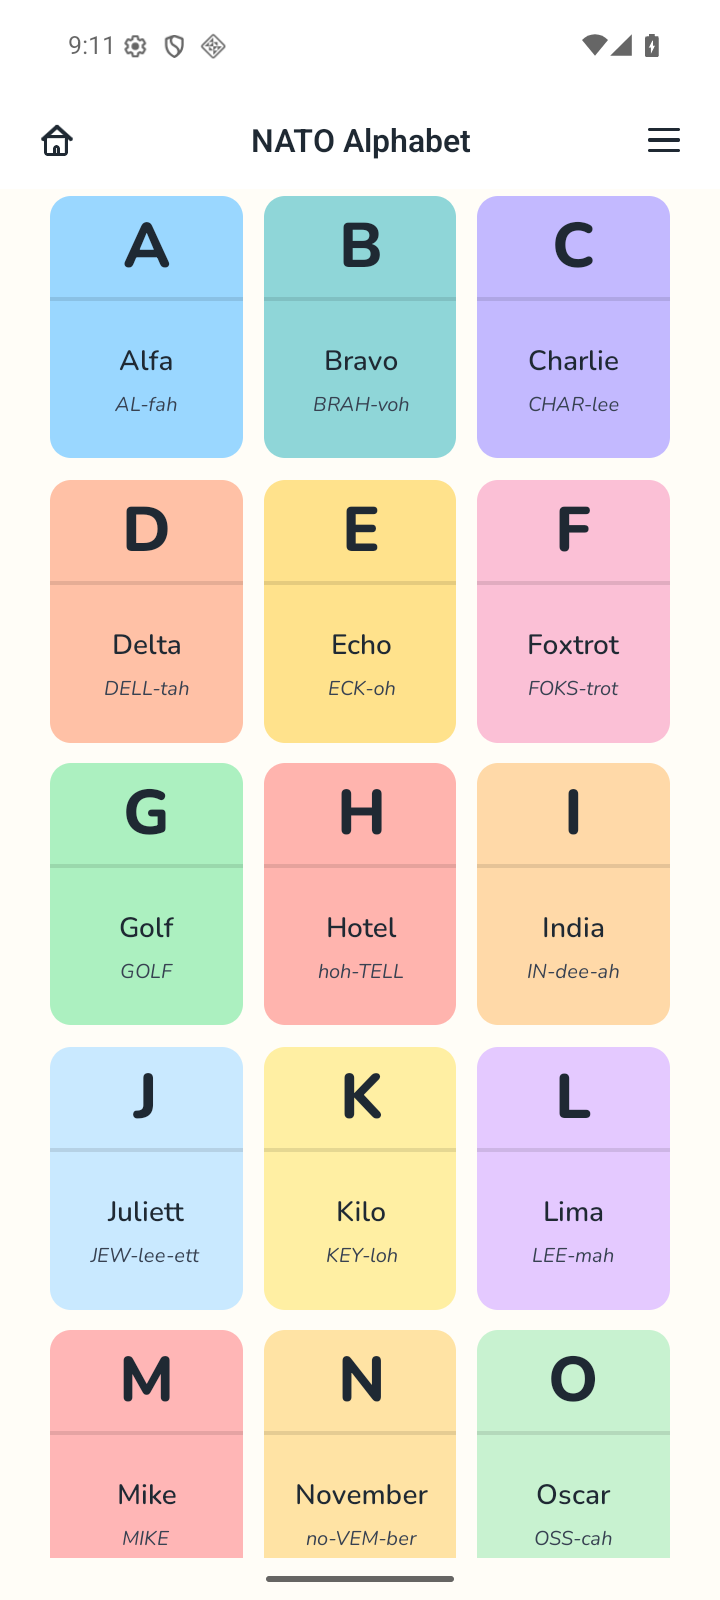 9:11
NATO Alphabet
A
Alfa
AL-fah
B
Bravo
BRAH-voh
C
Charlie
CHAR-lee
D
Delta
DELL-tah
E
Echo
ECK-oh
F
Foxtrot
FOKS-trot
G
Golf
GOLF
H
Hotel
hoh-TELL
I
India
IN-dee-ah
J
Juliett
JEW-lee-ett
K
Kilo
KEY-loh
L
Lima
LEE-mah
M
Mike
MIKE
N
November
no-VEM-ber
O
Oscar
OSS-cah